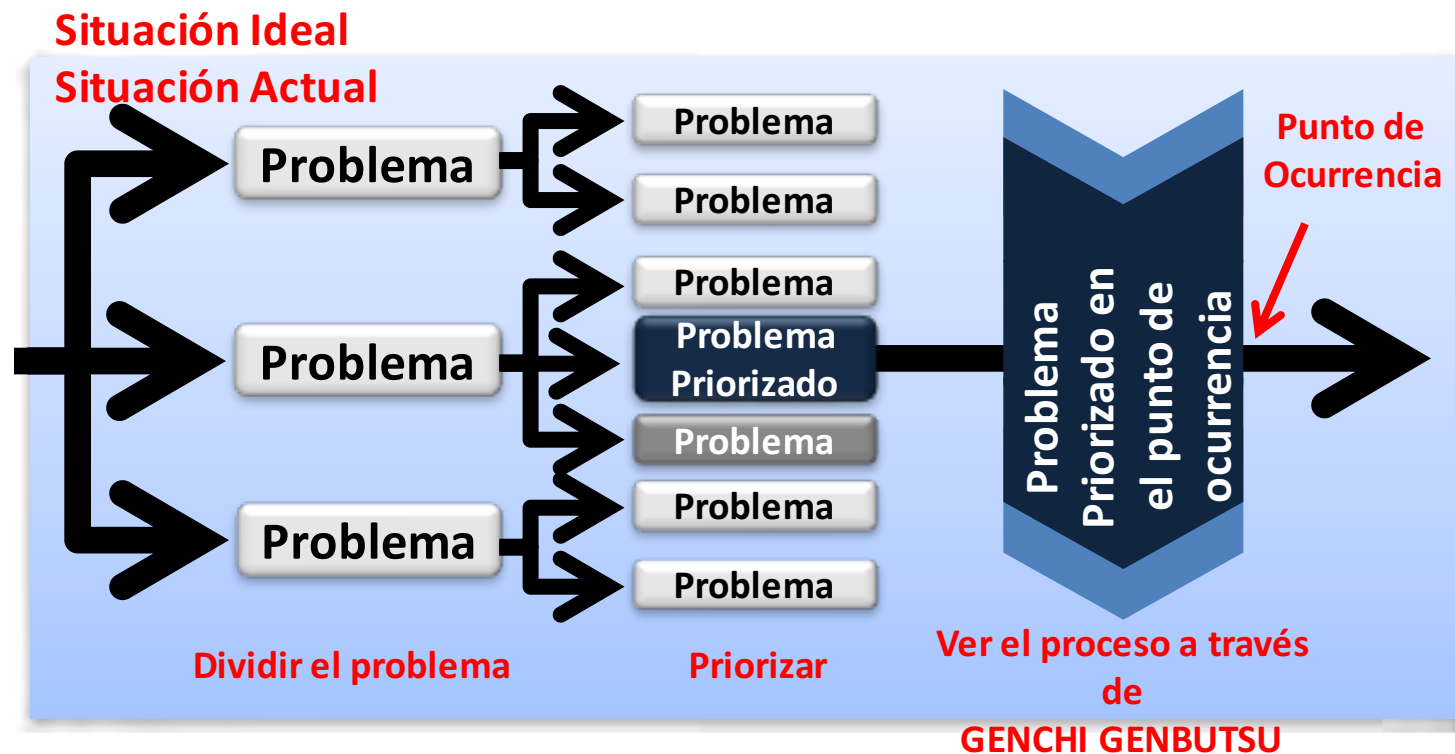 Situación Ideal
Situación Actual
Problema
Problema
Problema
Problema
Problema
Problema
Problema
Priorizado
Problema
Problema
Problema
Problema
Problema
Priorizado en
el punto de
ocurrencia
Punto de
Ocurrencia
Dividir el problema
Priorizar
Ver el proceso a través
de
GENCHI GENBUTSU